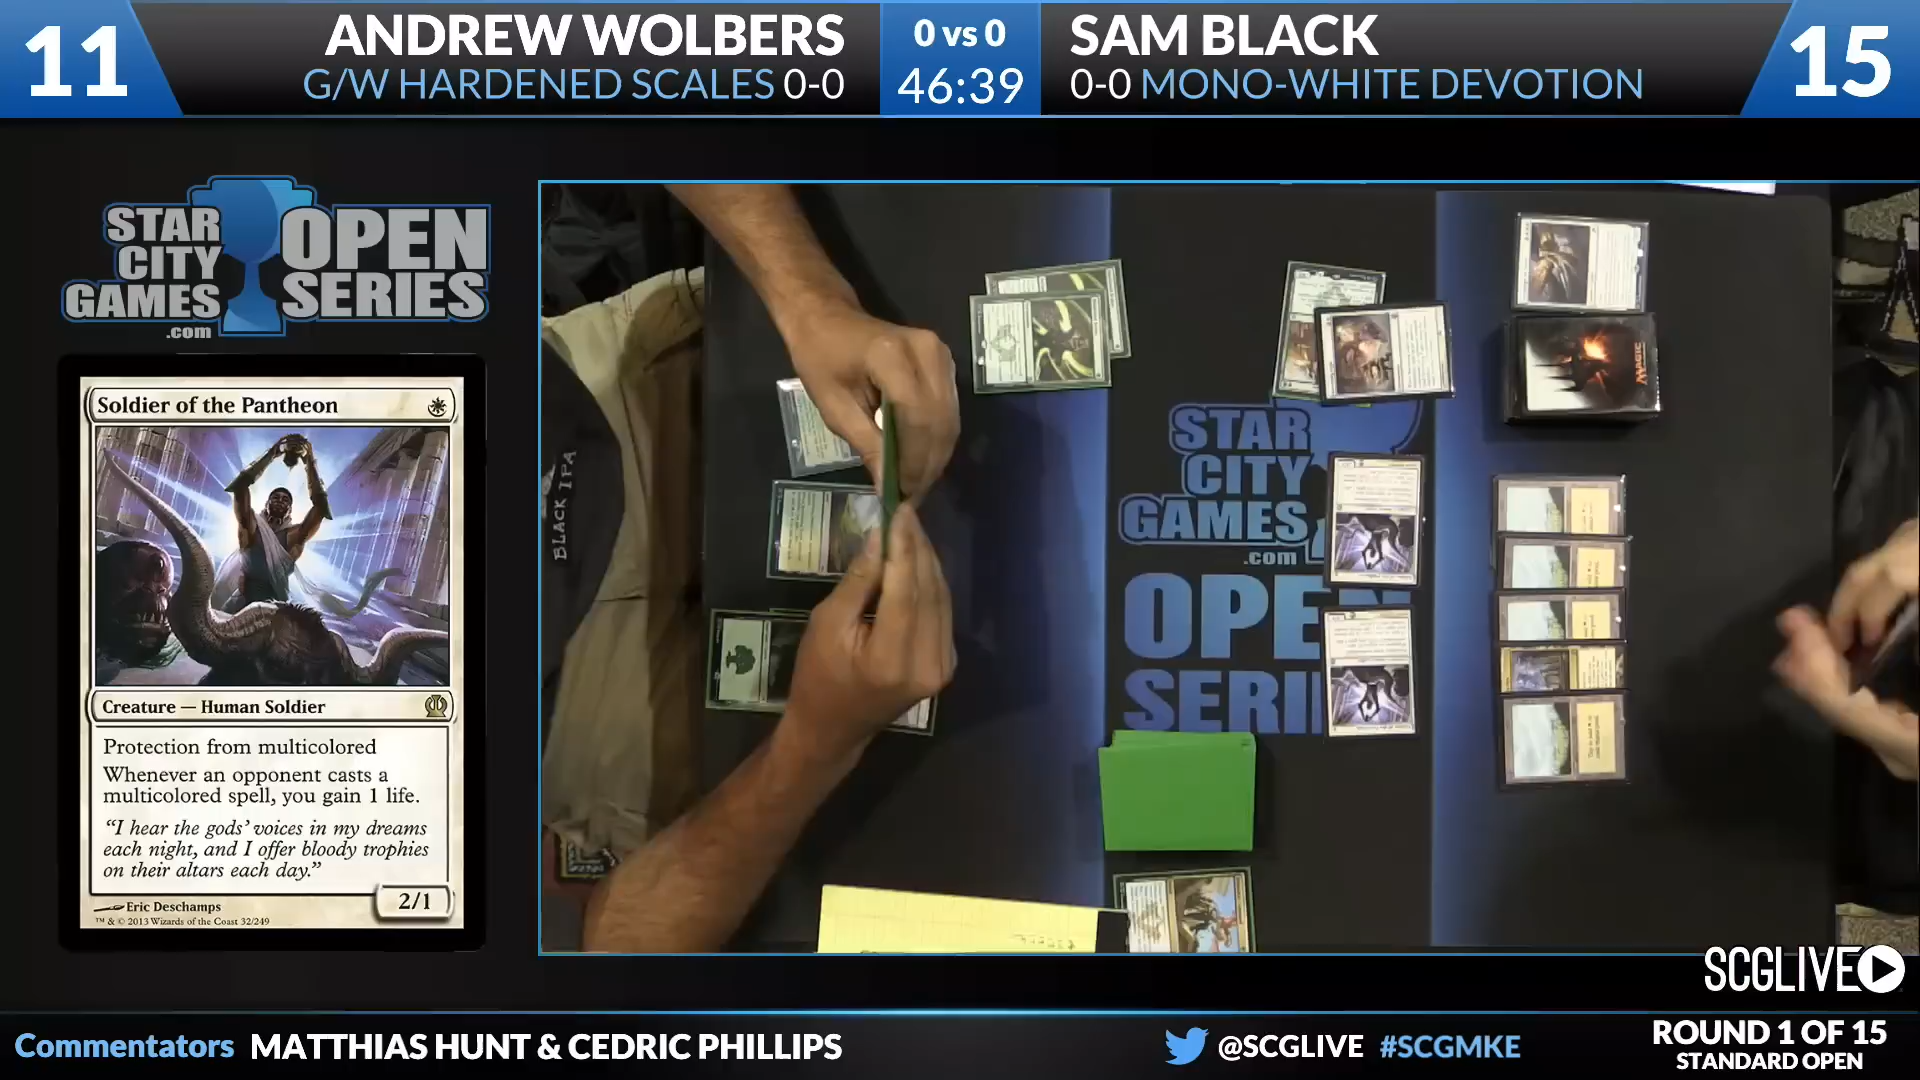 11
ANDREW WOLBERS
G/W HARDENED SCALES 0-0
0 vs 0
46:39
SAM BLACK
0-0 MONO-WHITE DEVOTION
15
STAR
CITY
GAMES
.com
OPEN
SERIES
Soldier of the Pantheon
Creature — Human Soldier
Protection from multicolored
Whenever an opponent casts a
multicolored spell, you gain 1 life.
“I hear the gods’ voices in my dreams
each night, and I offer bloody trophies
on their altars each day.”
2/1
Eric Deschamps
™ & © 2013 Wizards of the Coast 32/249
BLACK IPA
MAGIC
STAR
CITY
GAMES
.com
OPEN
SERI
SCGLIVE
Commentators MATTHIAS HUNT & CEDRIC PHILLIPS
@SCGLIVE #SCGMKE
ROUND 1 OF 15
STANDARD OPEN